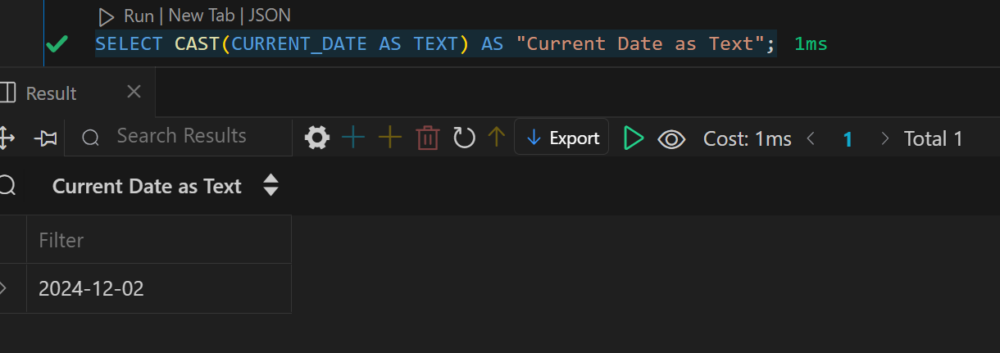 Run | New Tab | JSON
SELECT CAST(CURRENT_DATE AS TEXT) AS "Current Date as Text"; 1ms
Result
Search Results Export Cost: 1ms 1 Total 1
Current Date as Text
Filter
2024-12-02